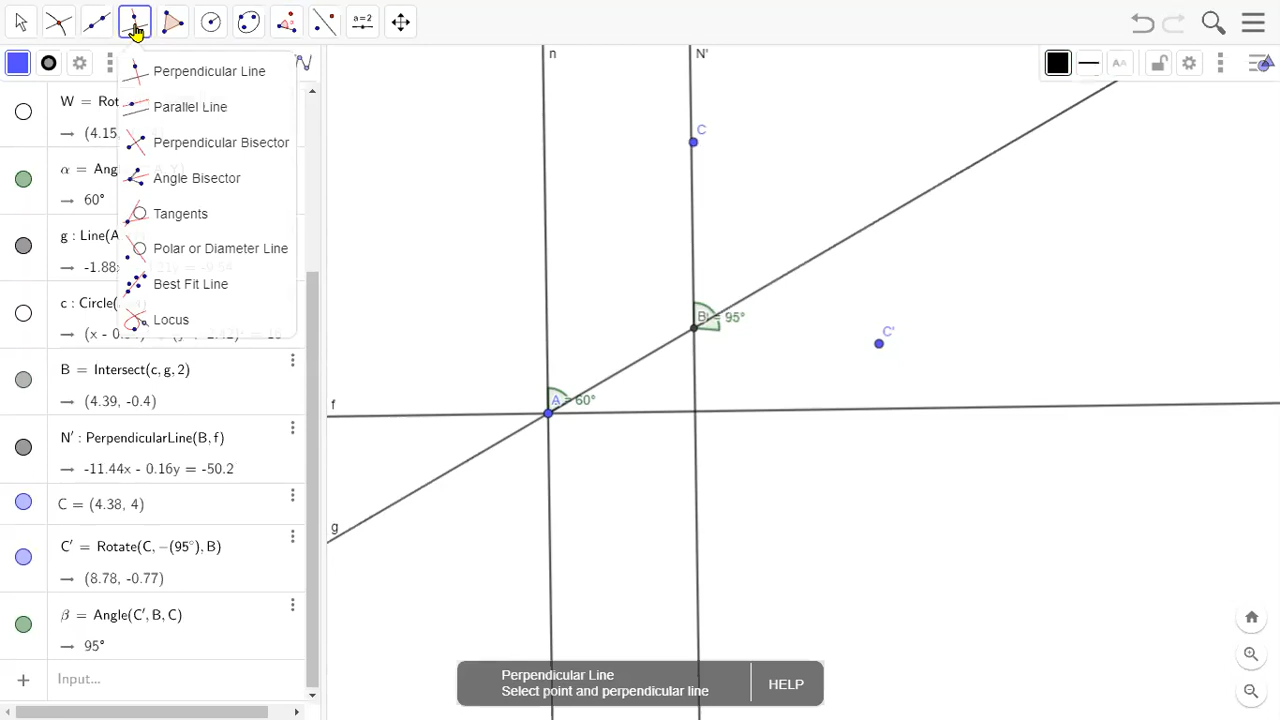 a=2
n
N'
W = Rot
→ (4.15,
α = Ang
→ 60°
g : Line(A
→ -1.88
c : Circle(
B = Intersect(c, g, 2)
→ (4.39, -0.4)
N' : PerpendicularLine(B, f)
→ -11.44x - 0.16y = -50.2
C = (4.38, 4)
C' = Rotate(C, -(95°), B)
→ (8.78, -0.77)
β = Angle(C', B, C)
→ 95°
+ Input...
Perpendicular Line
Parallel Line
Perpendicular Bisector
Angle Bisector
Tangents
Polar or Diameter Line
Best Fit Line
Locus
AA
C
B = 95°
C'
A = 60°
f
g
Perpendicular Line
Select point and perpendicular line
HELP